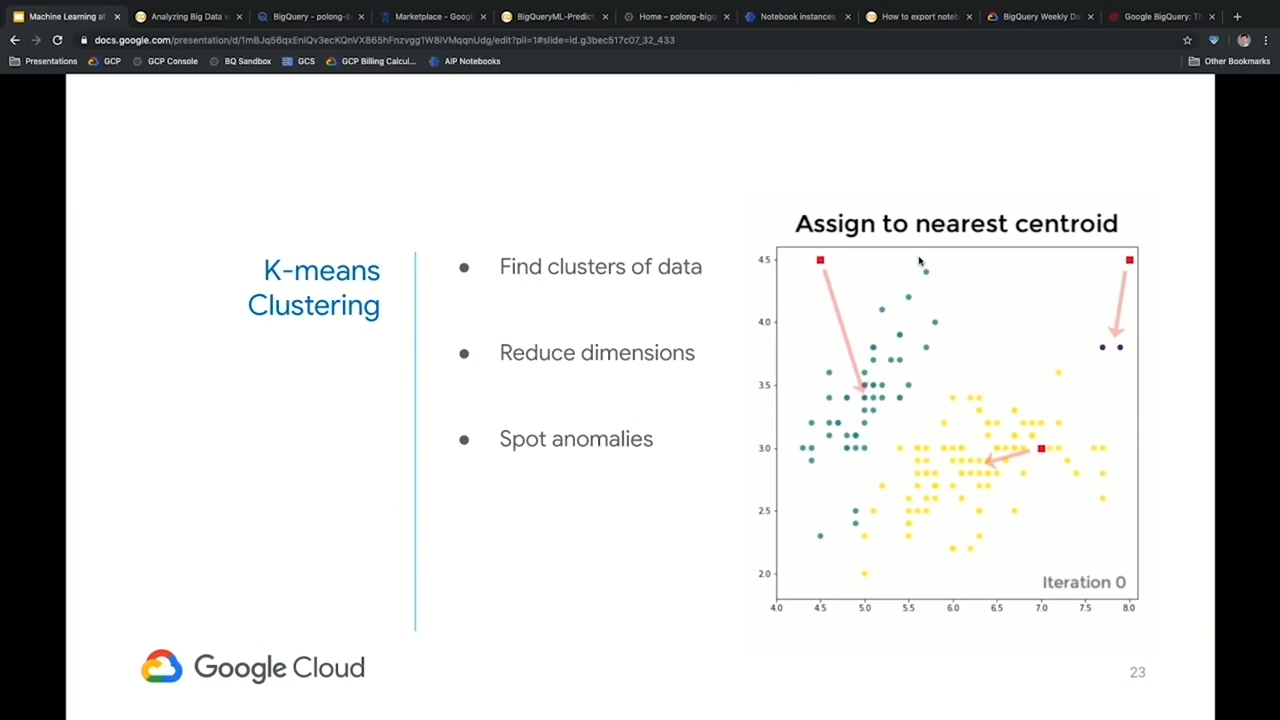 Machine Learning at
Analyzing Big Data w
BigQuery - polong-b
Marketplace - Goog
BigQueryML-Predict
Home – polong-bigq
Notebook instances
How to export noteb
BigQuery Weekly Da
Google BigQuery: Th
docs.google.com/presentation/d/1mBJq56qxEniQv3ecKQnVX865hFnzvgg1W8iVMqqnUdg/edit?pli=1#slide=id.g3bec517c07_32_433
Presentations GCP GCP Console BQ Sandbox GCS GCP Billing Calcul... AIP Notebooks Other Bookmarks
K-means
Clustering
Find clusters of data
Reduce dimensions
Spot anomalies
Assign to nearest centroid
4.5
4.0
3.5
3.0
2.5
2.0
Iteration 0
4.0 4.5 5.0 5.5 6.0 6.5 7.0 7.5 8.0
Google Cloud
23